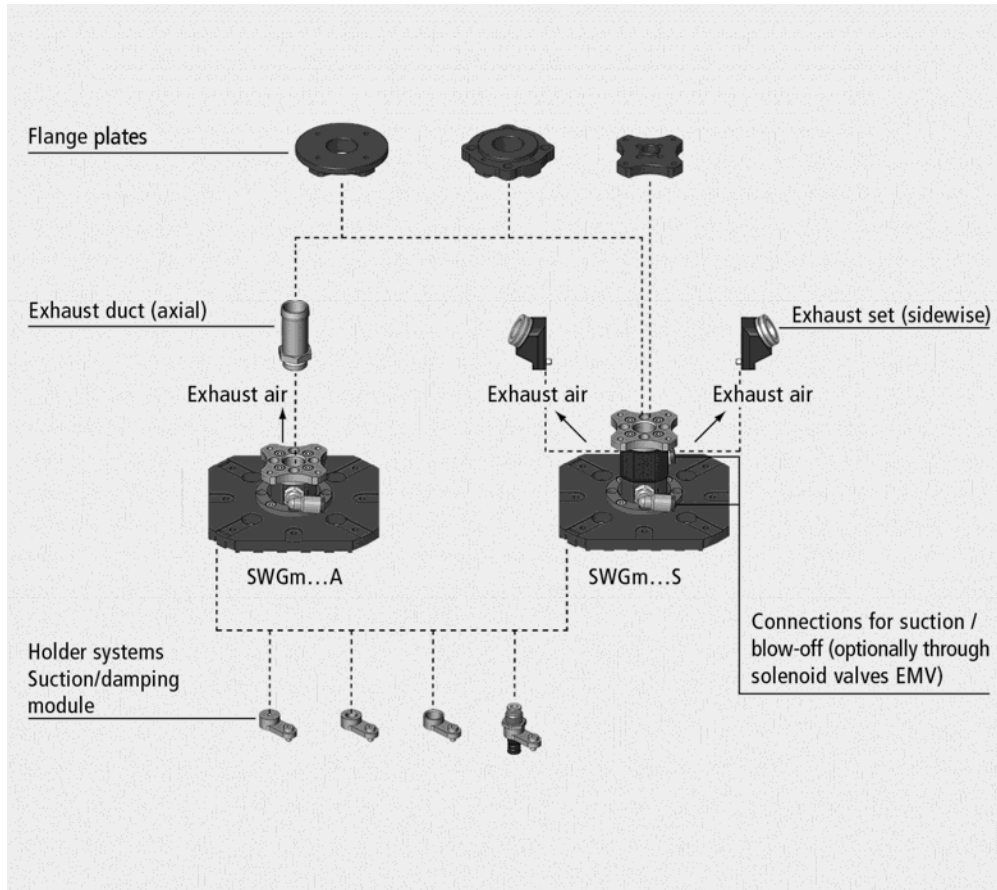 Flange plates
Exhaust duct (axial)
Exhaust set (sidewise)
Exhaust air
Exhaust air
Exhaust air
SWGm...A
SWGm...S
Connections for suction /
blow-off (optionally through
solenoid valves EMV)
Holder systems
Suction/damping
module